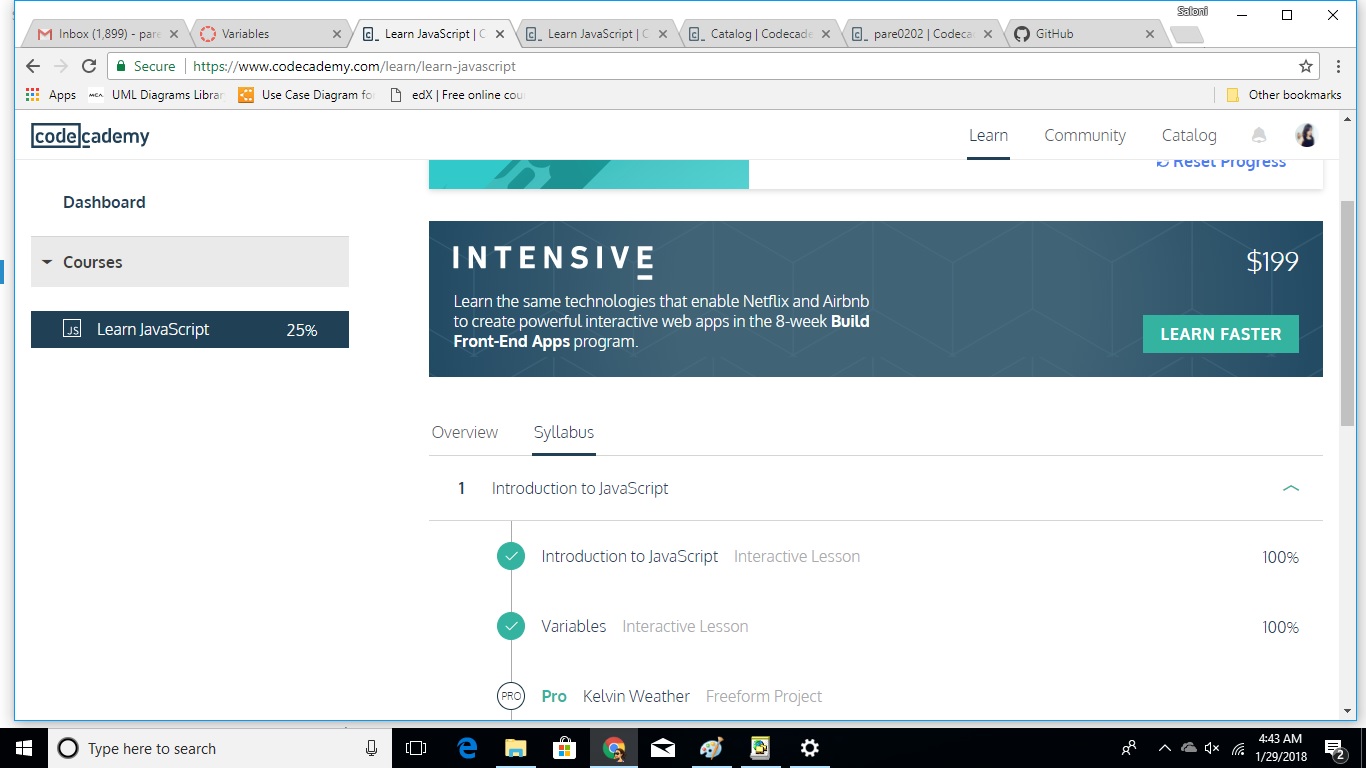 Saloni
Inbox (1,899) - pare
Variables
Learn JavaScript | C
Learn JavaScript | C
Catalog | Codecade
pare0202 | Codeca
GitHub
Secure https://www.codecademy.com/learn/learn-javascript
Apps
UML Diagrams Librar
Use Case Diagram fo
edX | Free online cou
Other bookmarks
codecademy
Learn
Community
Catalog
Reset Progress
Dashboard
Courses
JS Learn JavaScript 25%
INTENSIVE
$199
Learn the same technologies that enable Netflix and Airbnb
to create powerful interactive web apps in the 8-week Build
Front-End Apps program.
LEARN FASTER
Overview
Syllabus
1 Introduction to JavaScript
Introduction to JavaScript Interactive Lesson 100%
Variables Interactive Lesson 100%
PRO Pro Kelvin Weather Freeform Project
Type here to search
4:43 AM
1/29/2018
2